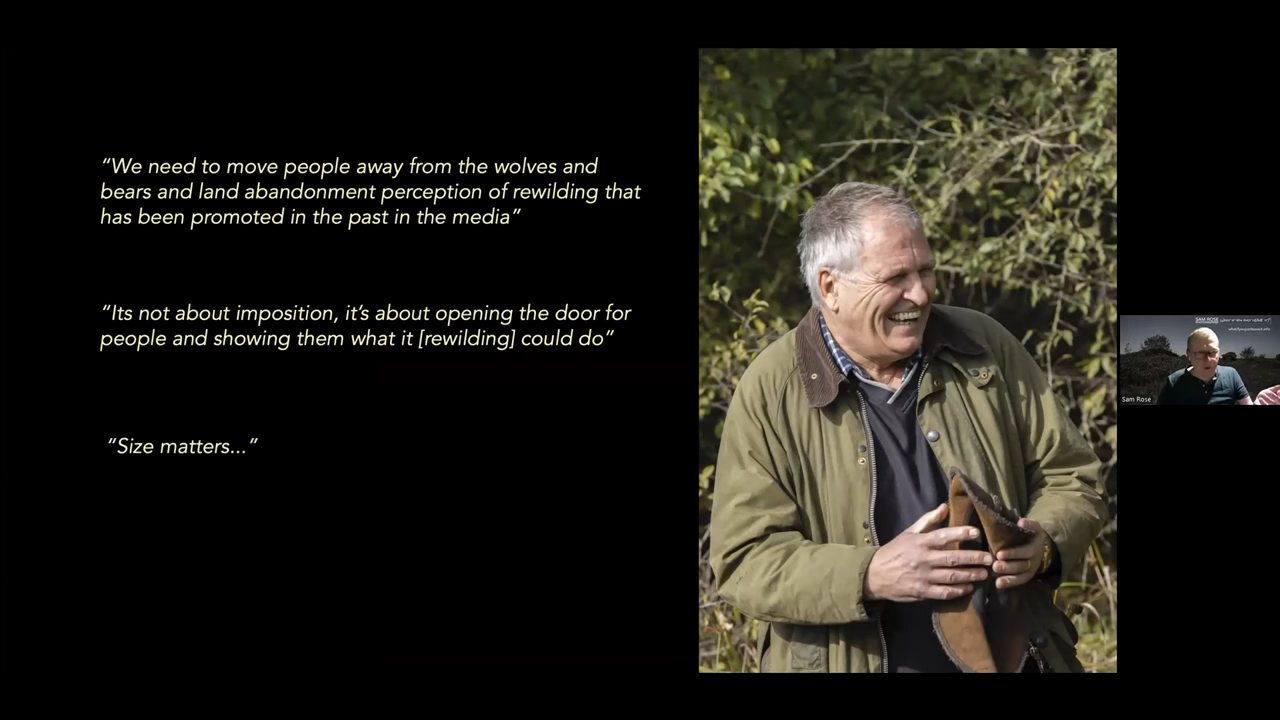 “We need to move people away from the wolves and
bears and land abandonment perception of rewilding that
has been promoted in the past in the media”
“Its not about imposition, it’s about opening the door for
people and showing them what it [rewilding] could do”
“Size matters...”
SAM ROSE
Sam Rose